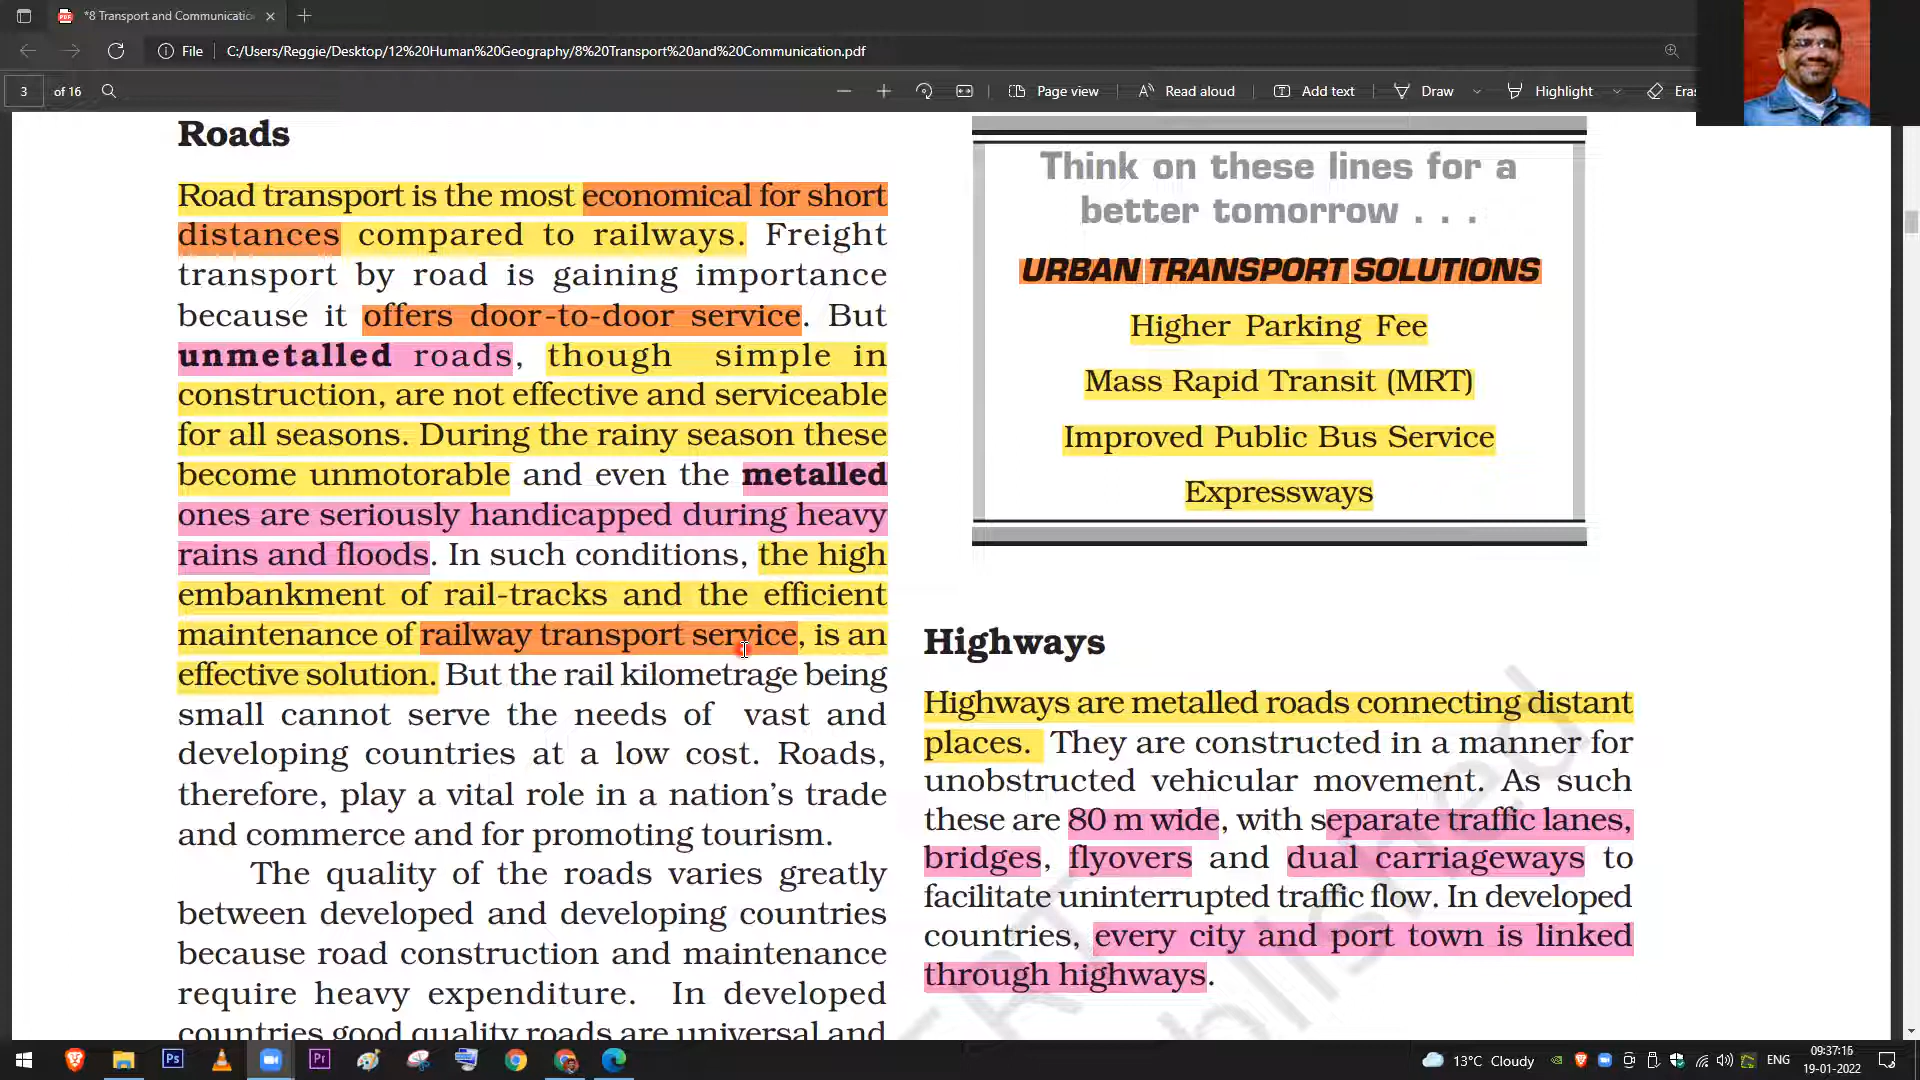 *8 Transport and Communicatio
File
C:/Users/Reggie/Desktop/12%20Human%20Geography/8%20Transport%20and%20Communication.pdf
3
of 16
Page view
Read aloud
Add text
Draw
Highlight
Eras
Roads
Road transport is the most economical for short
distances compared to railways. Freight
transport by road is gaining importance
because it offers door-to-door service. But
unmetalled roads, though simple in
construction, are not effective and serviceable
for all seasons. During the rainy season these
become unmotorable and even the metalled
ones are seriously handicapped during heavy
rains and floods. In such conditions, the high
embankment of rail-tracks and the efficient
maintenance of railway transport service, is an
effective solution. But the rail kilometrage being
small cannot serve the needs of vast and
developing countries at a low cost. Roads,
therefore, play a vital role in a nation's trade
and commerce and for promoting tourism.
The quality of the roads varies greatly
between developed and developing countries
because road construction and maintenance
require heavy expenditure. In developed
countries good quality roads are universal and
Think on these lines for a
better tomorrow . . .
URBAN TRANSPORT SOLUTIONS
Higher Parking Fee
Mass Rapid Transit (MRT)
Improved Public Bus Service
Expressways
Highways
Highways are metalled roads connecting distant
places. They are constructed in a manner for
unobstructed vehicular movement. As such
these are 80 m wide, with separate traffic lanes,
bridges, flyovers and dual carriageways to
facilitate uninterrupted traffic flow. In developed
countries, every city and port town is linked
through highways.
Ps
Pr
13°C Cloudy
ENG
09:37:15
19-01-2022